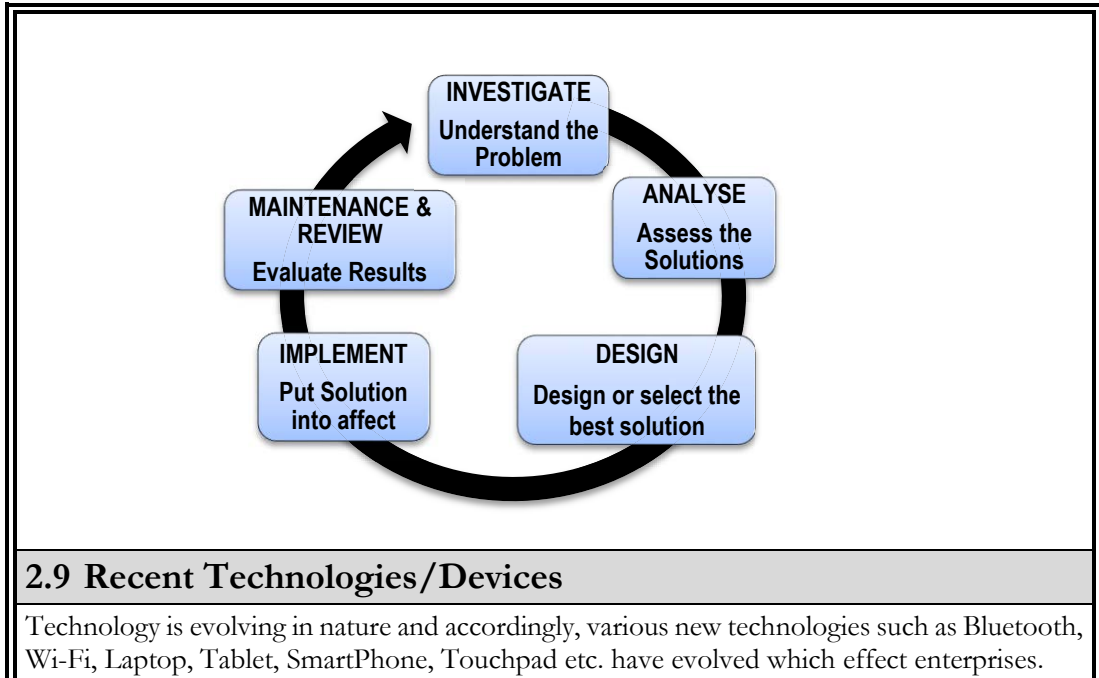 INVESTIGATE
Understand the
Problem
ANALYSE
Assess the
Solutions
DESIGN
Design or select the
best solution
IMPLEMENT
Put Solution
into affect
MAINTENANCE &
REVIEW
Evaluate Results
2.9 Recent Technologies/Devices
Technology is evolving in nature and accordingly, various new technologies such as Bluetooth,
Wi-Fi, Laptop, Tablet, SmartPhone, Touchpad etc. have evolved which effect enterprises.